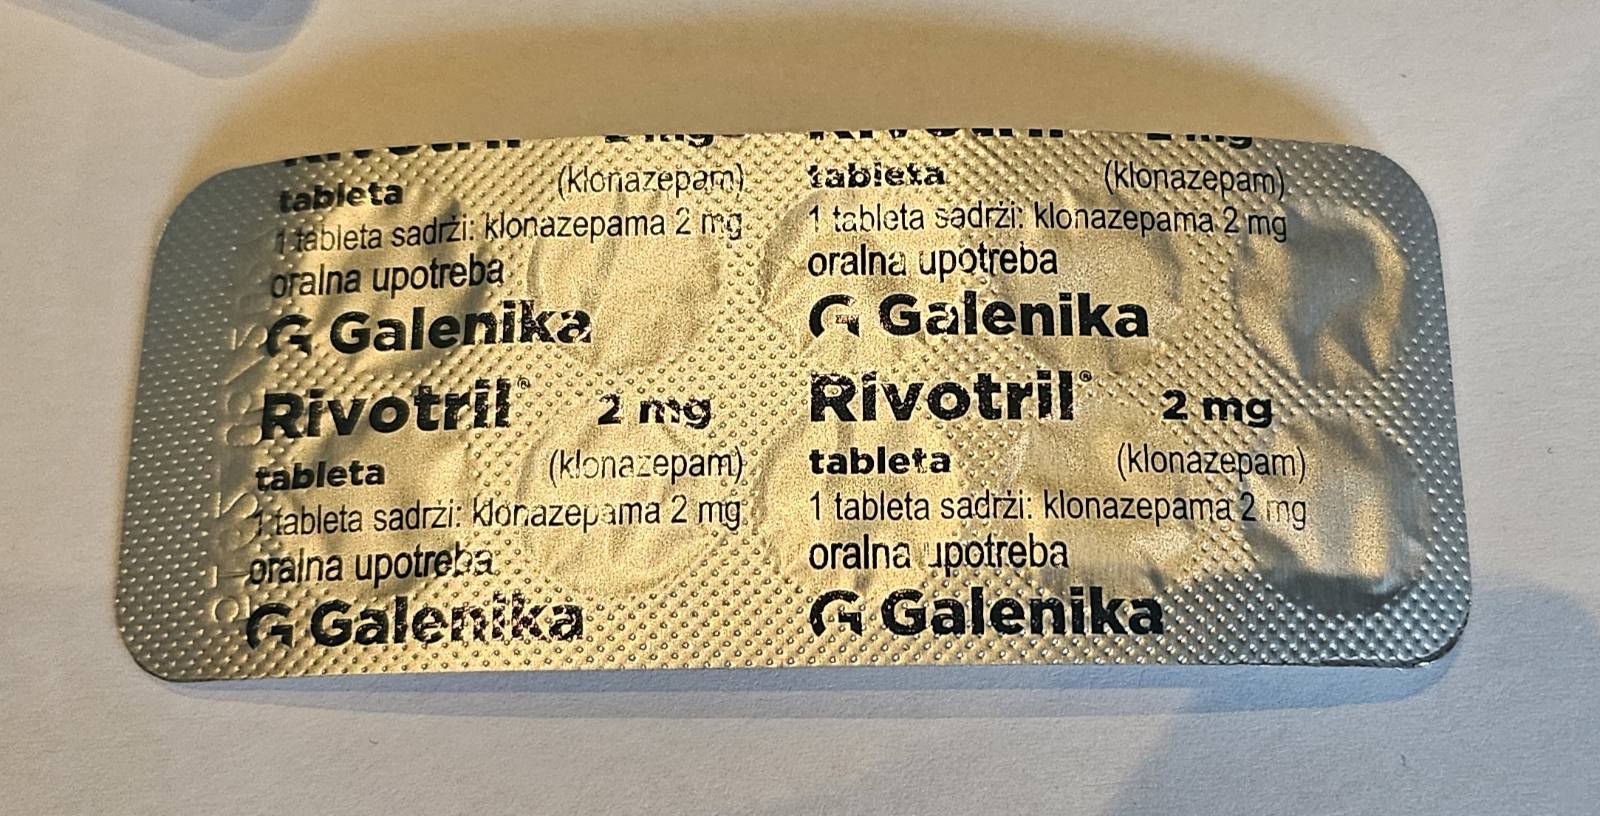 tableta (klonazepam) tableta (klonazepam)
1 tableta sadrži: klonazepama 2 mg 1 tableta sadrži: klonazepama 2 mg
oralna upotreba oralna upotreba
Galenika Galenika
Rivotril® 2 mg Rivotril® 2 mg
tableta (klonazepam) tableta (klonazepam)
1 tableta sadrži: klonazepama 2 mg 1 tableta sadrži: klonazepama 2 mg
oralna upotreba oralna upotreba
Galenika Galenika